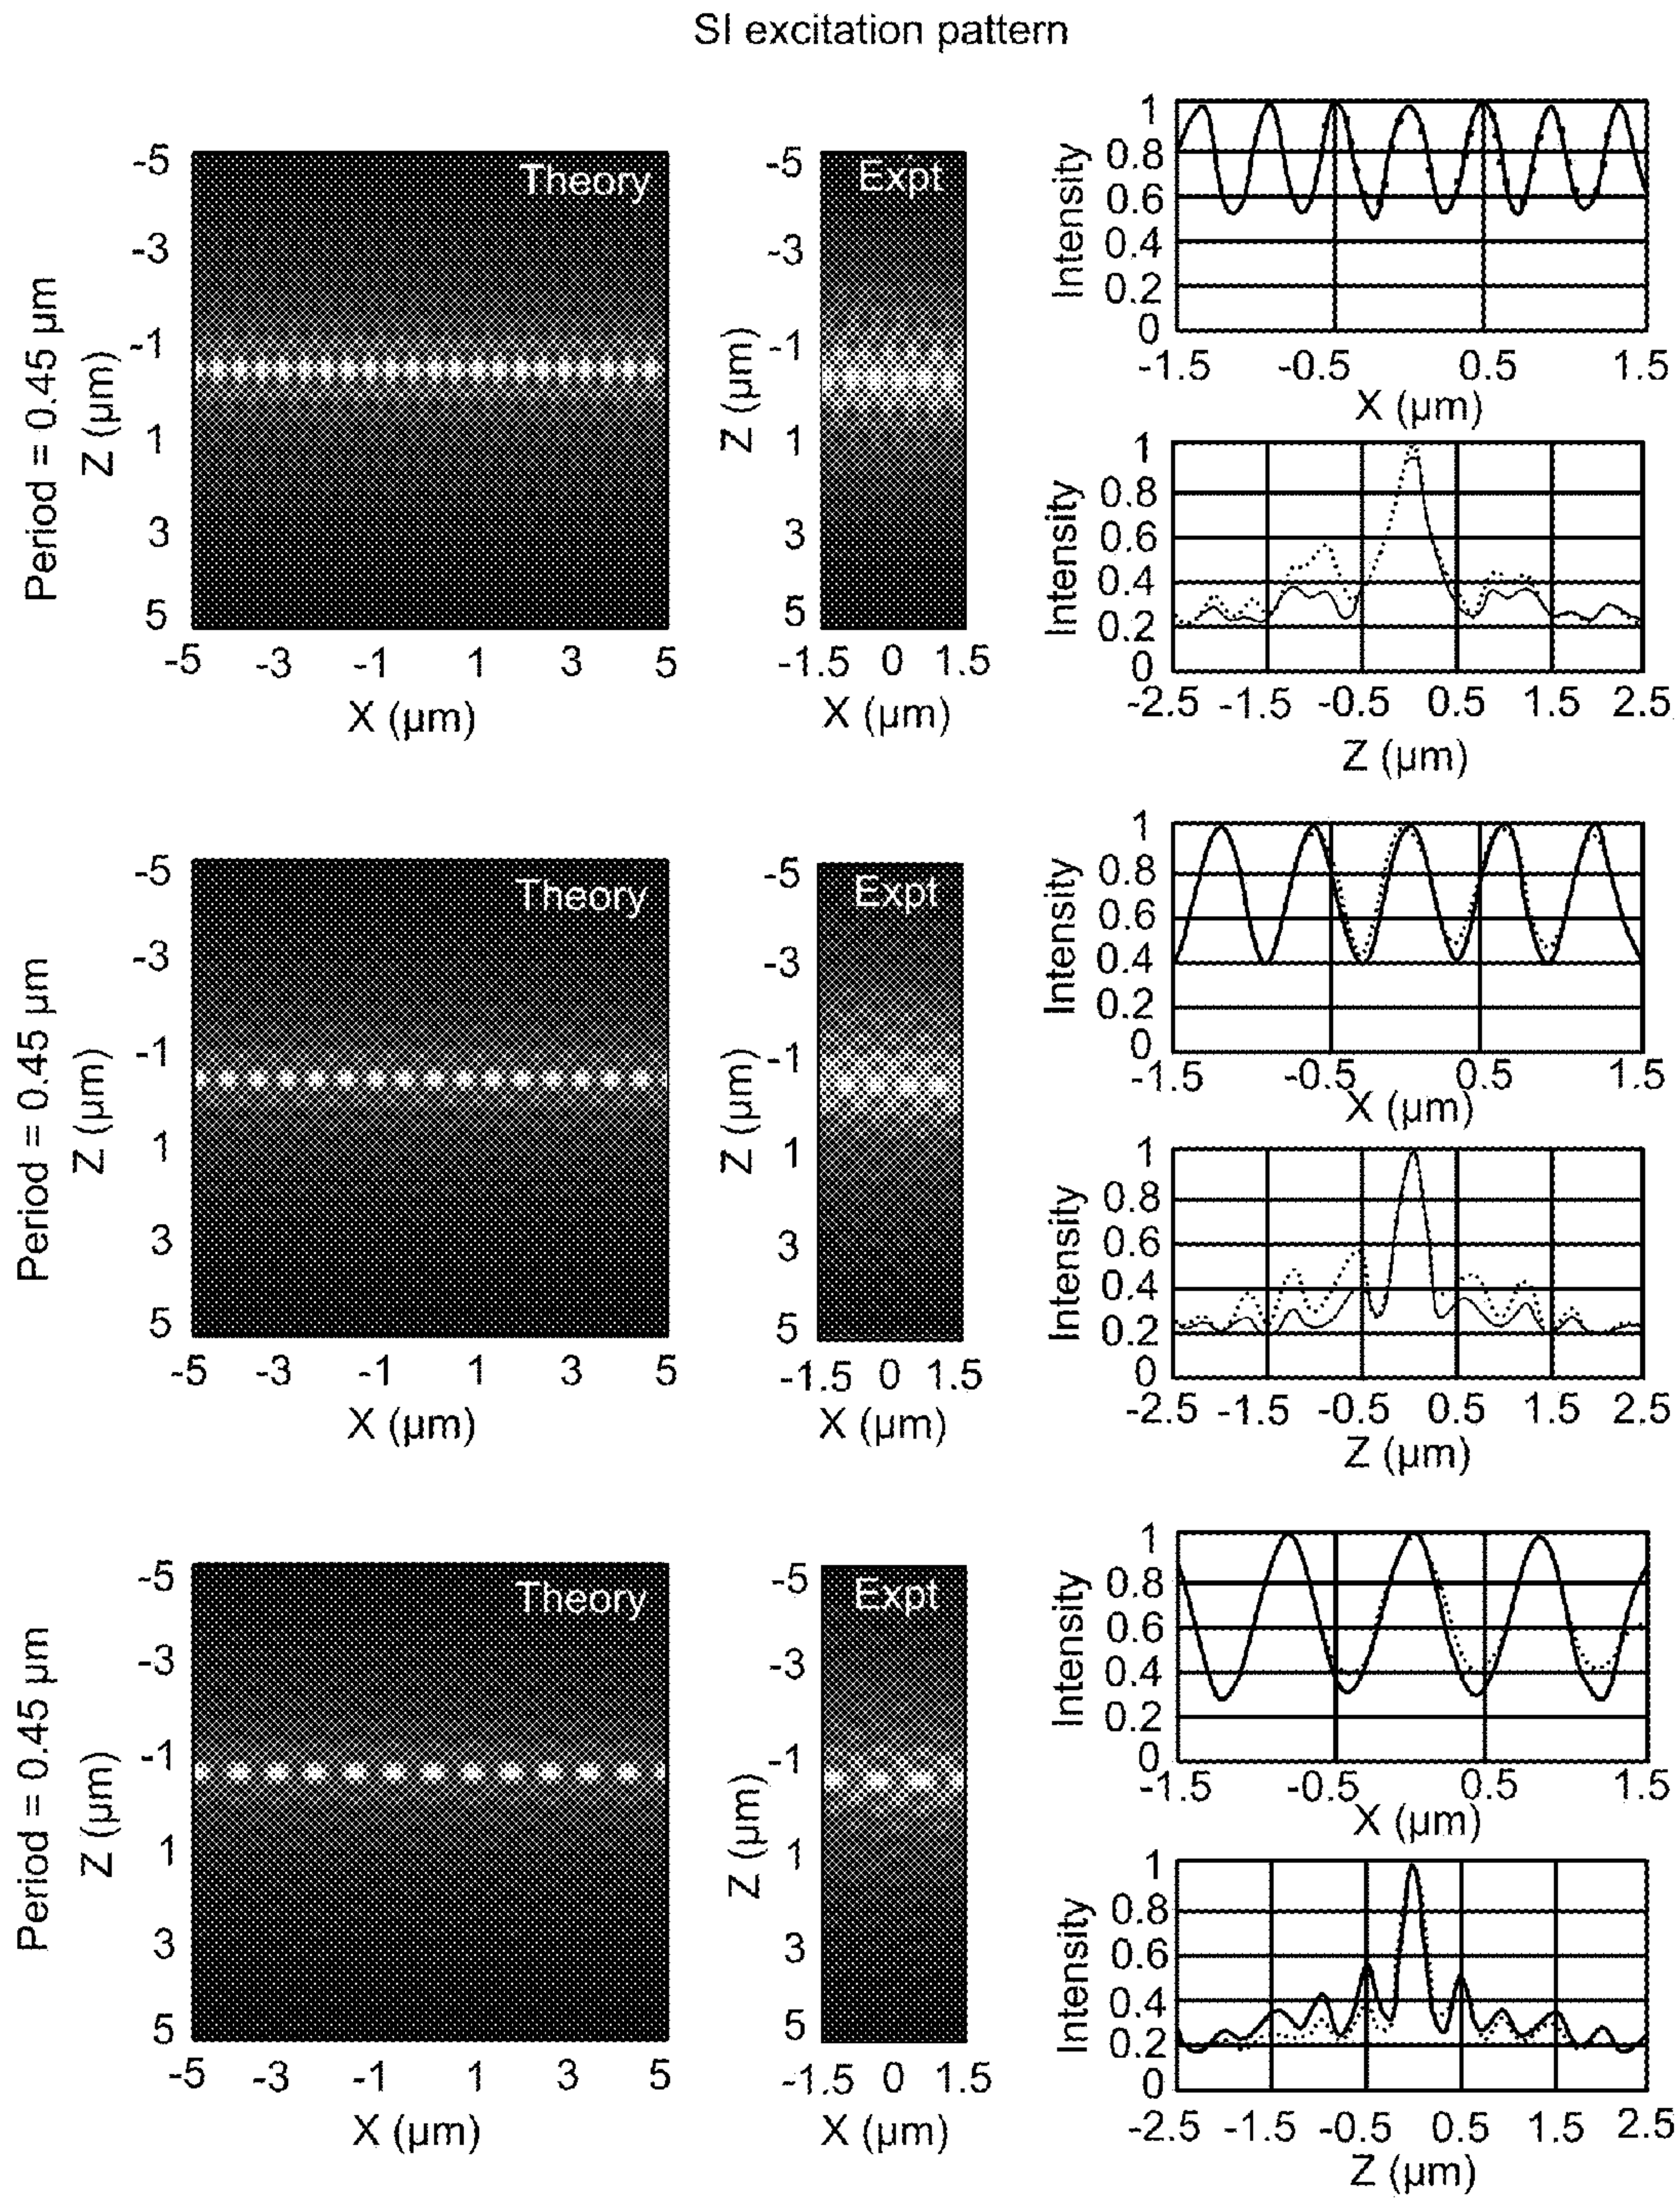 SI excitation pattern
Period = 0.45 µm
Z (µm)
-5
-3
-1
1
3
5
Theory
-5 -3 -1 1 3 5
X (µm)
Z (µm)
-5
-3
-1
1
3
5
Expt
-1.5 0 1.5
X (µm)
Intensity
1
0.8
0.6
0.4
0.2
0
-1.5 -0.5 0.5 1.5
X (µm)
Intensity
1
0.8
0.6
0.4
0.2
0
-2.5 -1.5 -0.5 0.5 1.5 2.5
Z (µm)
Period = 0.45 µm
Z (µm)
-5
-3
-1
1
3
5
Theory
-5 -3 -1 1 3 5
X (µm)
Z (µm)
-5
-3
-1
1
3
5
Expt
-1.5 0 1.5
X (µm)
Intensity
1
0.8
0.6
0.4
0.2
0
-1.5 -0.5 0.5 1.5
X (µm)
Intensity
1
0.8
0.6
0.4
0.2
0
-2.5 -1.5 -0.5 0.5 1.5 2.5
Z (µm)
Period = 0.45 µm
Z (µm)
-5
-3
-1
1
3
5
Theory
-5 -3 -1 1 3 5
X (µm)
Z (µm)
-5
-3
-1
1
3
5
Expt
-1.5 0 1.5
X (µm)
Intensity
1
0.8
0.6
0.4
0.2
0
-1.5 -0.5 0.5 1.5
X (µm)
Intensity
1
0.8
0.6
0.4
0.2
0
-2.5 -1.5 -0.5 0.5 1.5 2.5
Z (µm)